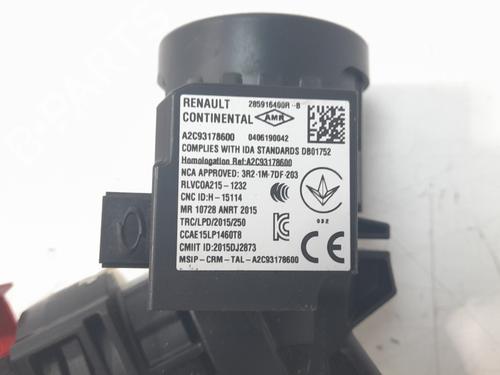 RENAULT 285916400R--B
CONTINENTAL AMR
A2C93178600 0406190042
COMPLIES WITH IDA STANDARDS DB01752
Homologation Ref:A2C93178600
NCA APPROVED: 3R2-1M-7DF-203
RLVCOA215-1232
CNC ID:H-15114
MR 10728 ANRT 2015
TRC/LPD/2015/250
CCAE15LP1460T8
CMIIT ID:2015DJ2873
MSIP-CRM-TAL-A2C93178600
032
CE